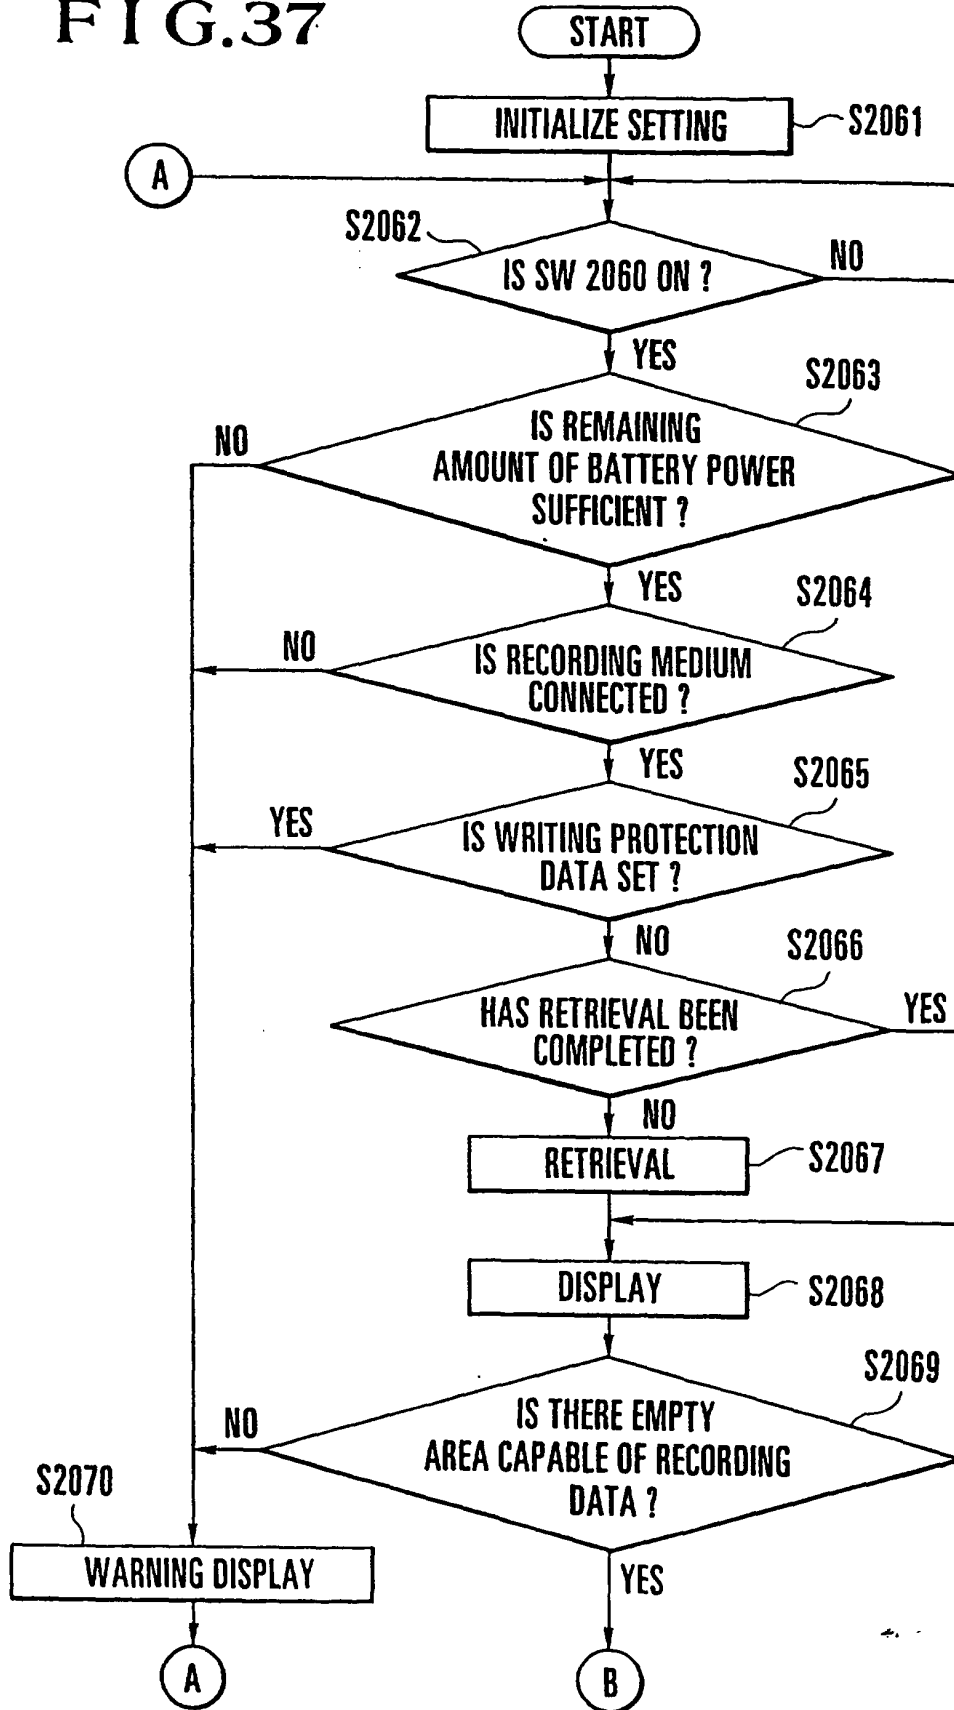 FIG.37
START
INITIALIZE SETTING
S2061
A
S2062
IS SW 2060 ON ?
NO
YES
S2063
IS REMAINING
AMOUNT OF BATTERY POWER
SUFFICIENT ?
NO
YES
S2064
IS RECORDING MEDIUM
CONNECTED ?
NO
YES
S2065
IS WRITING PROTECTION
DATA SET ?
YES
NO
S2066
HAS RETRIEVAL BEEN
COMPLETED ?
YES
NO
RETRIEVAL
S2067
DISPLAY
S2068
S2069
IS THERE EMPTY
AREA CAPABLE OF RECORDING
DATA ?
NO
YES
S2070
WARNING DISPLAY
A
B